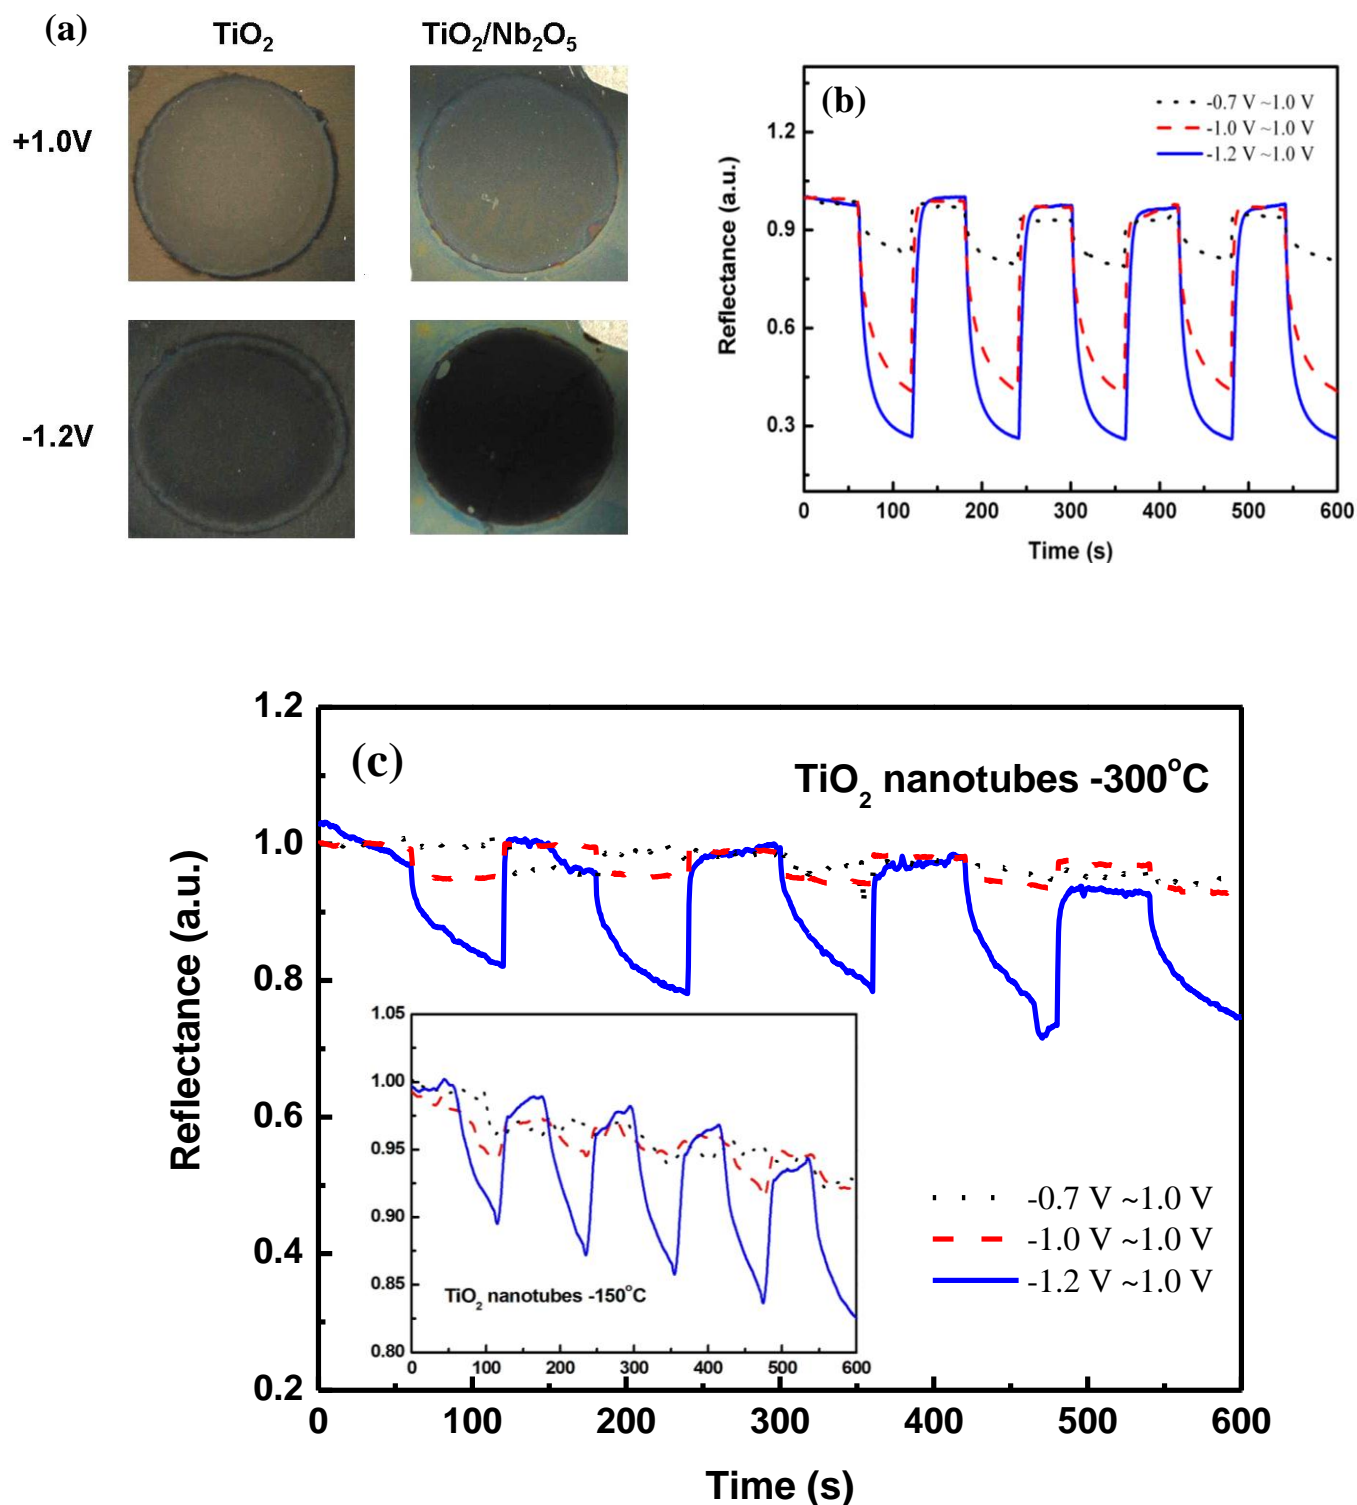 (a)
TiO₂
TiO₂/Nb₂O₅
+1.0V
-1.2V
(b)
-0.7 V ~1.0 V
-1.0 V ~1.0 V
-1.2 V ~1.0 V
Reflectance (a.u.)
1.2
0.9
0.6
0.3
0 100 200 300 400 500 600
Time (s)
(c)
TiO₂ nanotubes -300°C
Reflectance (a.u.)
1.2
1.0
0.8
0.6
0.4
0.2
1.05
1.00
0.95
0.90
0.85
0.80
TiO₂ nanotubes -150°C
0 100 200 300 400 500 600
-0.7 V ~1.0 V
-1.0 V ~1.0 V
-1.2 V ~1.0 V
0 100 200 300 400 500 600
Time (s)